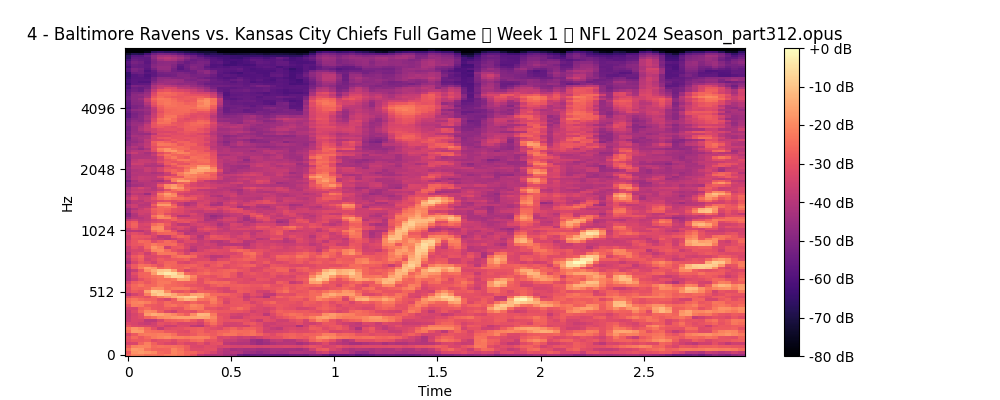 4 - Baltimore Ravens vs. Kansas City Chiefs Full Game ▯ Week 1 ▯ NFL 2024 Season_part312.opus
+0 dB
-10 dB
-20 dB
-30 dB
-40 dB
-50 dB
-60 dB
-70 dB
-80 dB
4096
2048
1024
512
0
Hz
0 0.5 1 1.5 2 2.5
Time